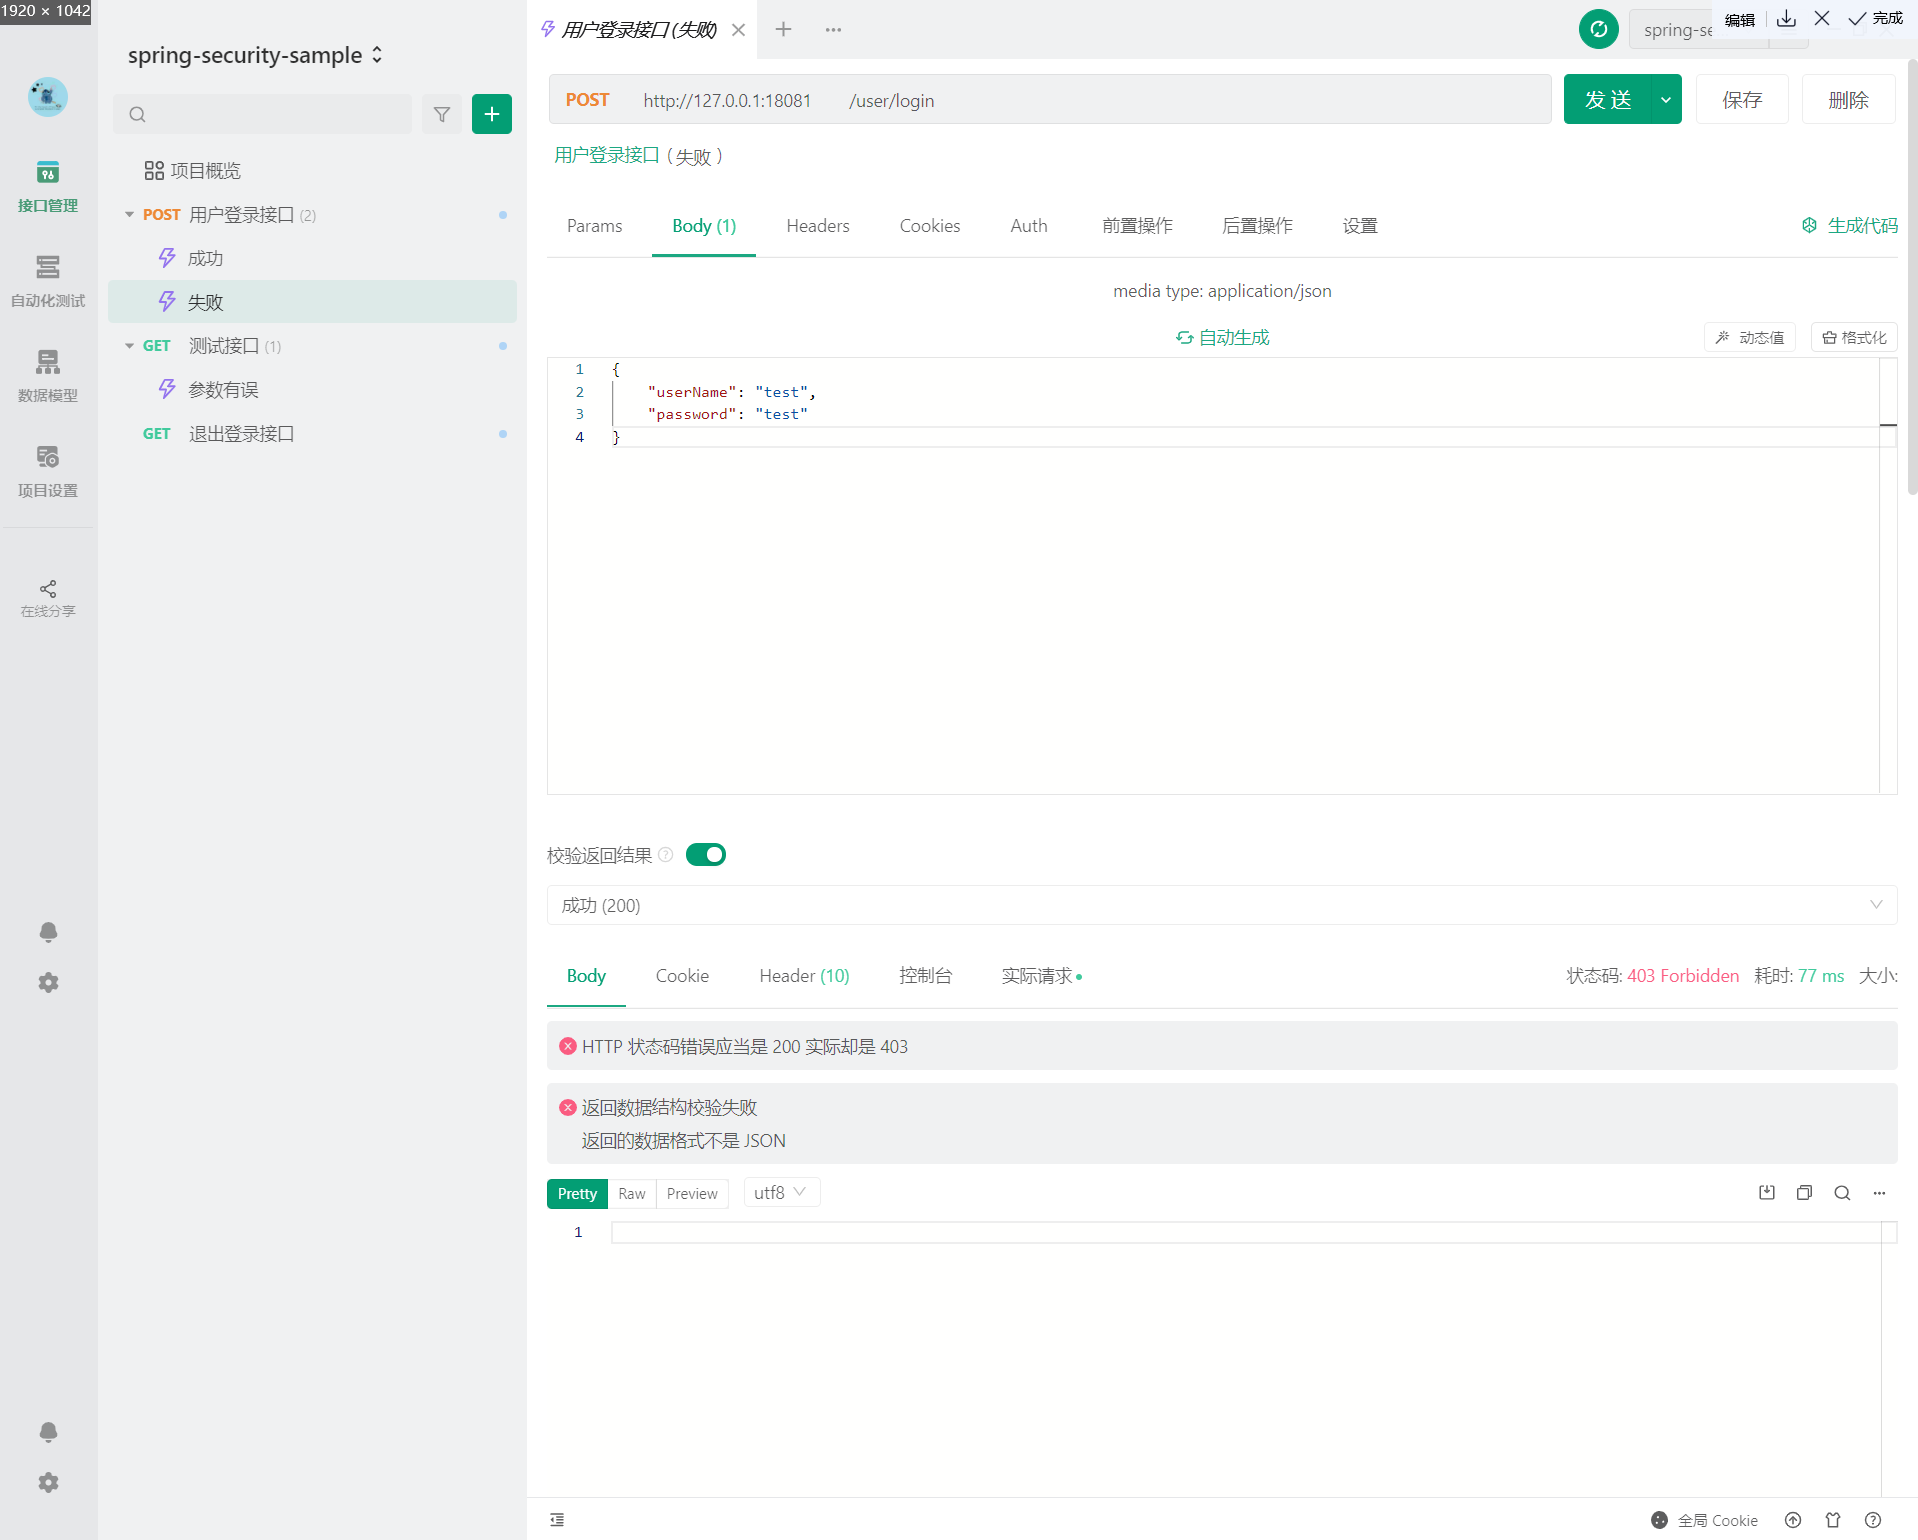 1920 × 1042
接口管理
自动化测试
数据模型
项目设置
在线分享
spring-security-sample
项目概览
POST 用户登录接口 (2)
成功
失败
GET 测试接口 (1)
参数有误
GET 退出登录接口
用户登录接口 (失败)
spring-se
编辑
完成
POST http://127.0.0.1:18081 /user/login
发 送
保存
删除
用户登录接口 ( 失败 )
Params Body (1) Headers Cookies Auth 前置操作 后置操作 设置 生成代码
media type: application/json
自动生成 动态值 格式化
1 {
2 "userName": "test",
3 "password": "test"
4 }
校验返回结果
成功 (200)
Body Cookie Header (10) 控制台 实际请求 状态码: 403 Forbidden 耗时: 77 ms 大小:
HTTP 状态码错误应当是 200 实际却是 403
返回数据结构校验失败
返回的数据格式不是 JSON
Pretty Raw Preview utf8
1
全局 Cookie